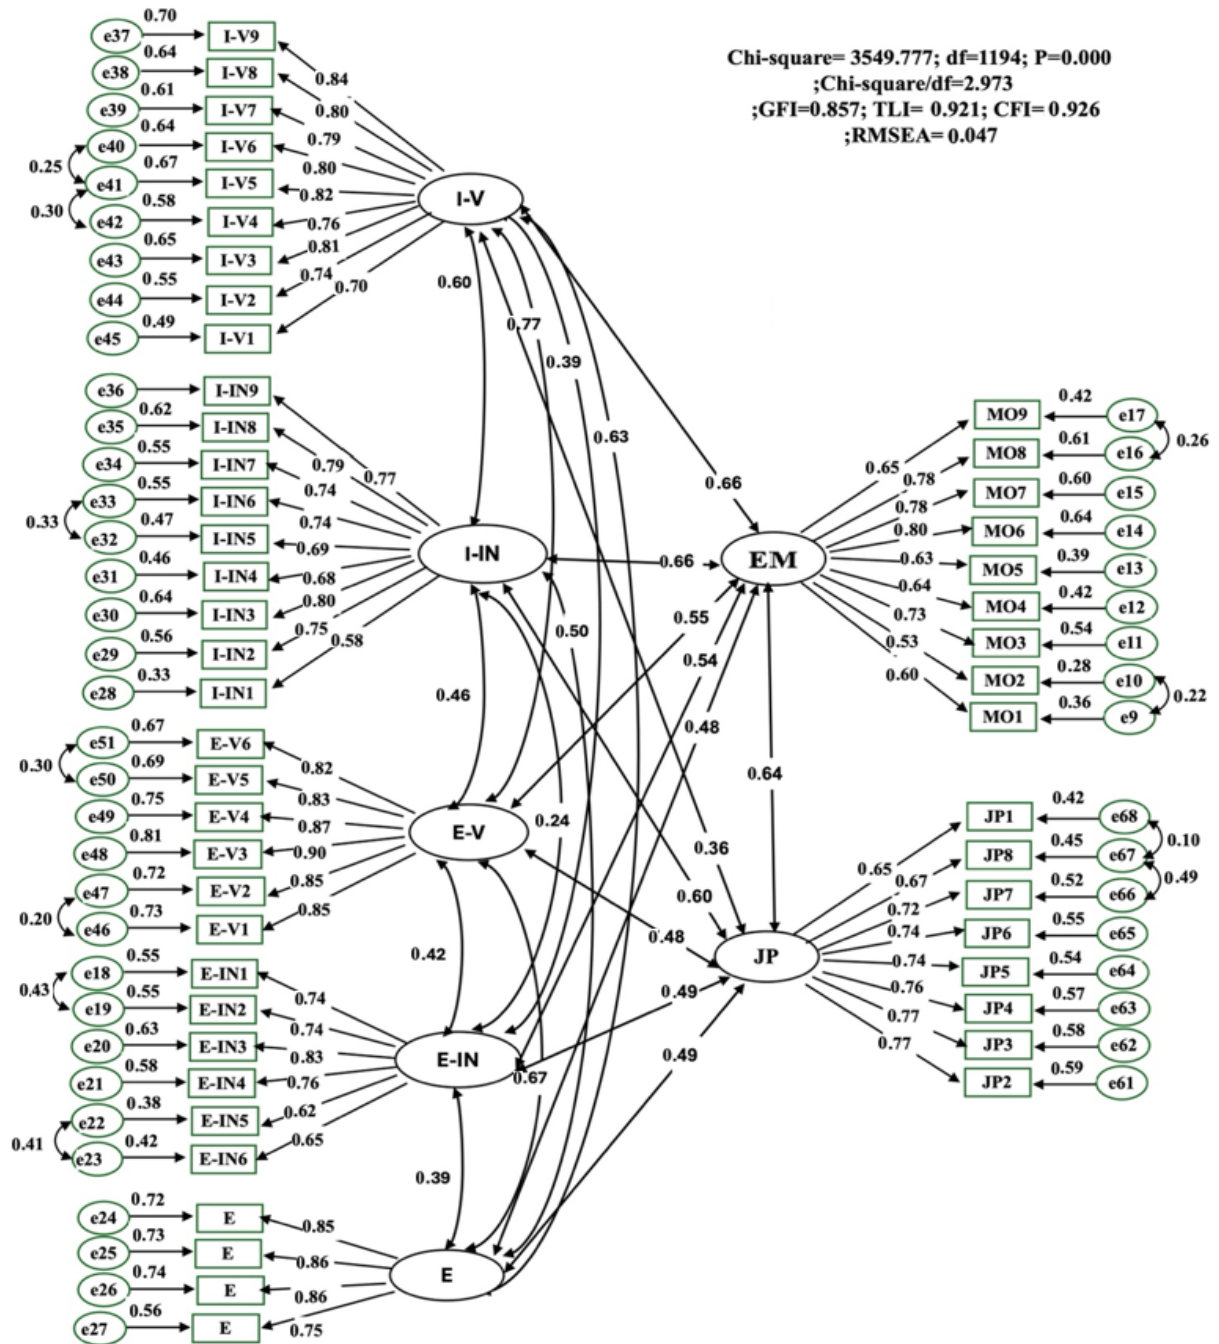 Chi-square= 3549.777; df=1194; P=0.000
;Chi-square/df=2.973
;GFI=0.857; TLI= 0.921; CFI= 0.926
;RMSEA= 0.047
e37 0.70 I-V9 0.84
e38 0.64 I-V8 0.80
e39 0.61 I-V7 0.79
e40 0.64 I-V6 0.80
0.25
e41 0.67 I-V5 0.82
0.30
e42 0.58 I-V4 0.76
e43 0.65 I-V3 0.81
e44 0.55 I-V2 0.74
e45 0.49 I-V1 0.70
I-V
0.60
0.77
0.39
0.63
0.66
e36 I-IN9 0.77
e35 0.62 I-IN8 0.79
e34 0.55 I-IN7 0.74
e33 0.55 I-IN6 0.74
0.33
e32 0.47 I-IN5 0.69
e31 0.46 I-IN4 0.68
e30 0.64 I-IN3 0.80
e29 0.56 I-IN2 0.75
e28 0.33 I-IN1 0.58
I-IN
0.66
EM
0.65 MO9 0.42 e17
0.26
0.78 MO8 0.61 e16
0.78 MO7 0.60 e15
0.80 MO6 0.64 e14
0.63 MO5 0.39 e13
0.64 MO4 0.42 e12
0.73 MO3 0.54 e11
0.53 MO2 0.28 e10
0.22
0.60 MO1 0.36 e9
0.50
0.55
0.54
0.46
0.48
0.64
e51 0.67 E-V6 0.82
0.30
e50 0.69 E-V5 0.83
e49 0.75 E-V4 0.87
e48 0.81 E-V3 0.90
e47 0.72 E-V2 0.85
0.20
e46 0.73 E-V1 0.85
E-V
0.24
0.36
0.60
0.48
0.42
0.49
JP
0.65 JP1 0.42 e68
0.10
0.67 JP8 0.45 e67
0.49
0.72 JP7 0.52 e66
0.74 JP6 0.55 e65
0.74 JP5 0.54 e64
0.76 JP4 0.57 e63
0.77 JP3 0.58 e62
0.77 JP2 0.59 e61
e18 0.55 E-IN1 0.74
0.43
e19 0.55 E-IN2 0.74
e20 0.63 E-IN3 0.83
e21 0.58 E-IN4 0.76
e22 0.38 E-IN5 0.62
0.41
e23 0.42 E-IN6 0.65
E-IN
0.67
0.49
0.39
e24 0.72 E 0.85
e25 0.73 E 0.86
e26 0.74 E 0.86
e27 0.56 E 0.75
E